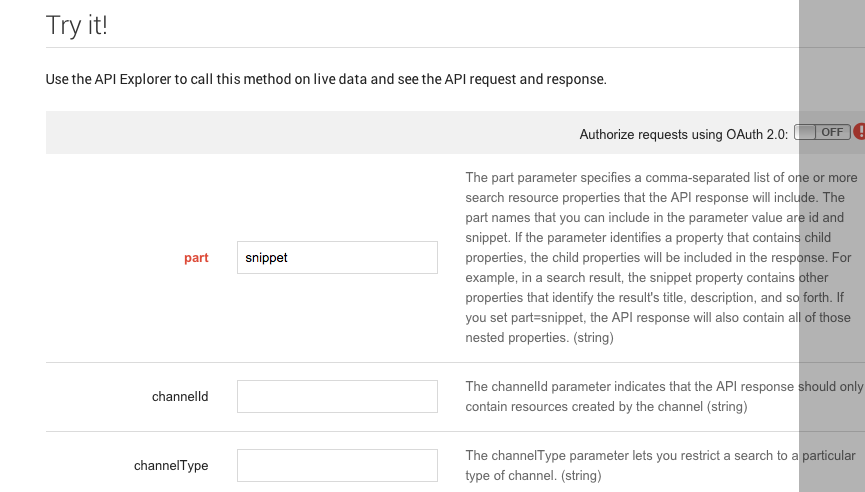 Try it!
Use the API Explorer to call this method on live data and see the API request and response.
Authorize requests using OAuth 2.0: OFF !
The part parameter specifies a comma-separated list of one or more
search resource properties that the API response will include. The
part names that you can include in the parameter value are id and
snippet. If the parameter identifies a property that contains child
part snippet properties, the child properties will be included in the response. For
example, in a search result, the snippet property contains other
properties that identify the result's title, description, and so forth. If
you set part=snippet, the API response will also contain all of those
nested properties. (string)
channelId
The channelId parameter indicates that the API response should only
contain resources created by the channel (string)
channelType
The channelType parameter lets you restrict a search to a particular
type of channel. (string)